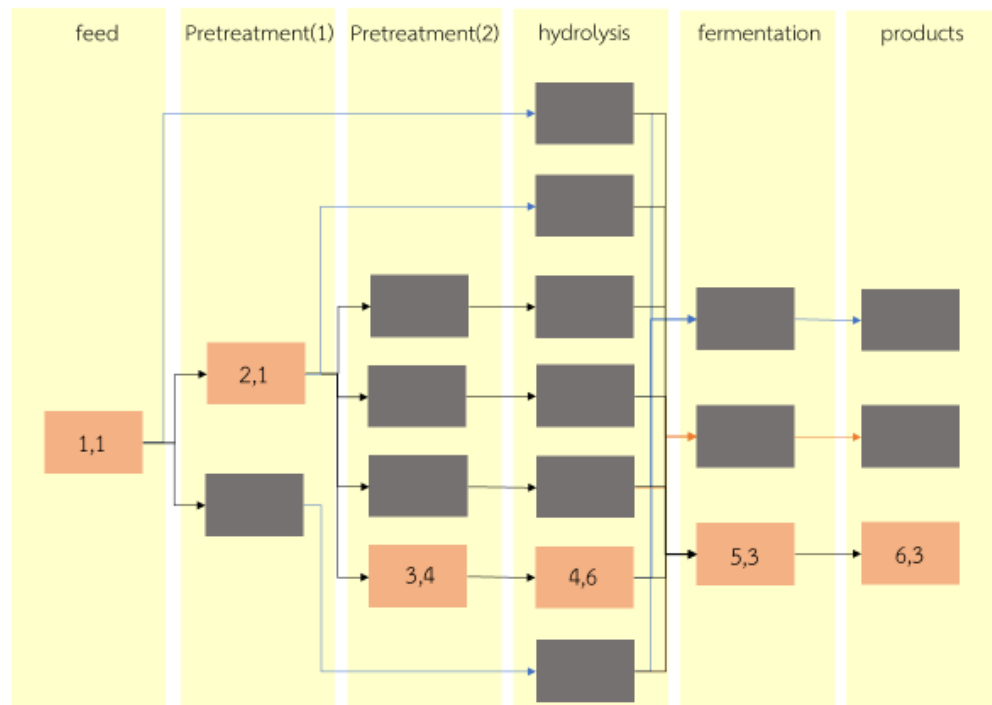 feed
Pretreatment(1)
Pretreatment(2)
hydrolysis
fermentation
products
2,1
1,1
3,4
4,6
5,3
6,3